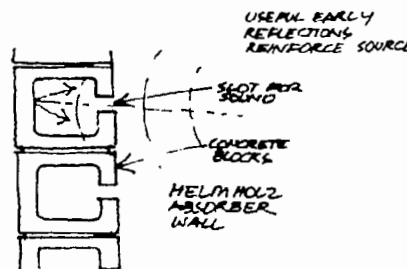 USEFUL EARLY
REFLECTIONS
REINFORCE SOURCE
SLOT FOR
SOUND
CONCRETE
BLOCKS
HELMHOLZ
ABSORBER
WALL